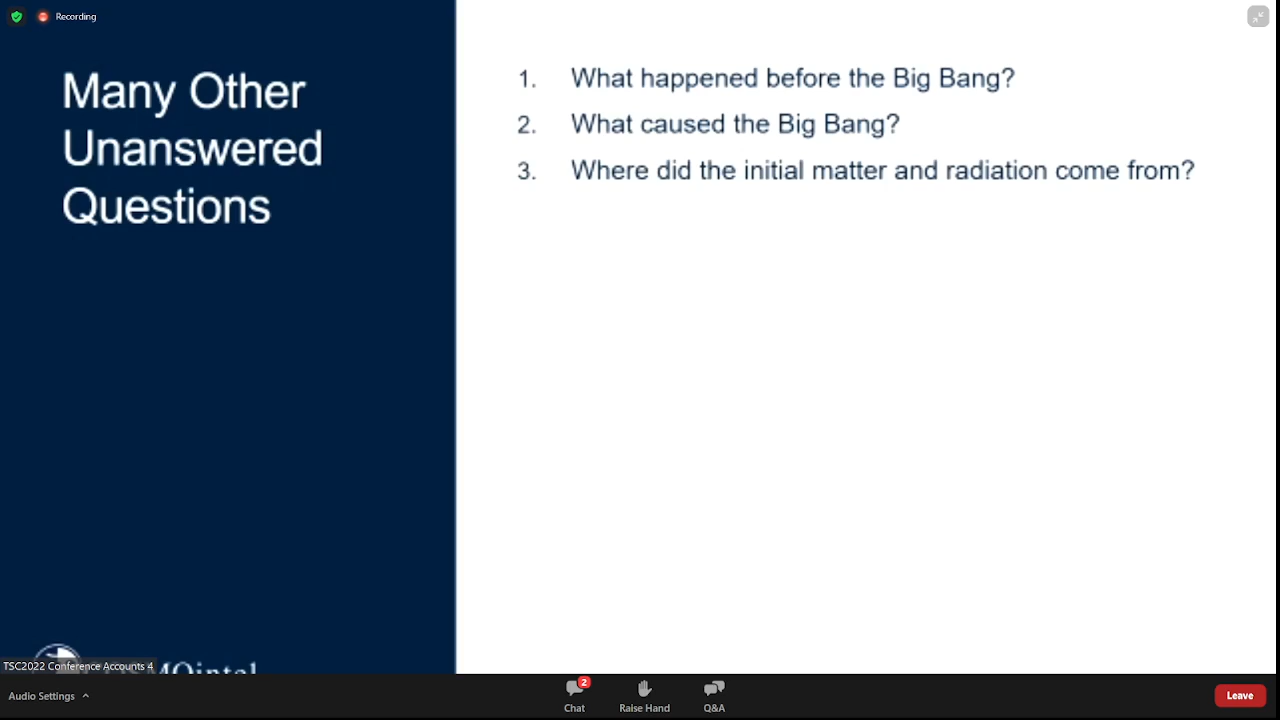 Recording
Many Other
Unanswered
Questions
1. What happened before the Big Bang?
2. What caused the Big Bang?
3. Where did the initial matter and radiation come from?
TSC2022 Conference Accounts 4
Audio Settings
2
Chat
Raise Hand
Q&A
Leave